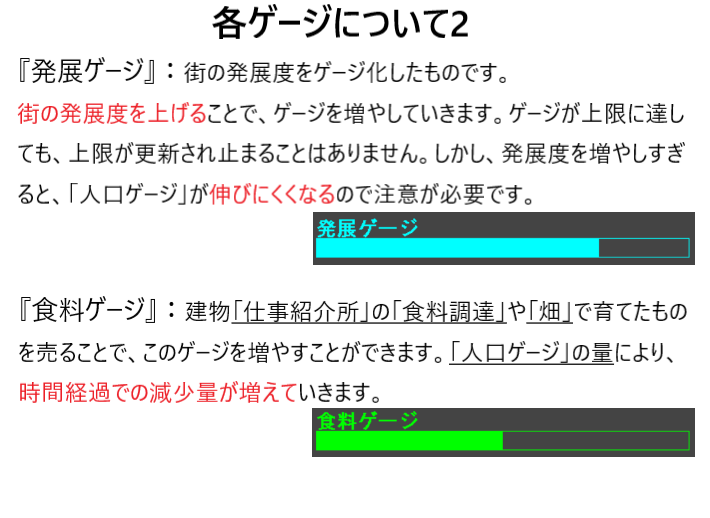 各ゲージについて2
『発展ゲージ』：街の発展度をゲージ化したものです。
街の発展度を上げることで、ゲージを増やしていきます。ゲージが上限に達し
ても、上限が更新され止まることはありません。しかし、発展度を増やしすぎ
ると、「人口ゲージ」が伸びにくくなるので注意が必要です。
発展ゲージ
『食料ゲージ』：建物「仕事紹介所」の「食料調達」や「畑」で育てたもの
を売ることで、このゲージを増やすことができます。「人口ゲージ」の量により、
時間経過での減少量が増えていきます。
食料ゲージ